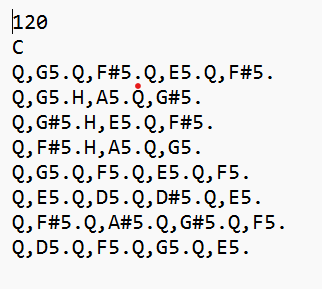 120
C
Q,G5.Q,F#5.Q,E5.Q,F#5.
Q,G5.H,A5.Q,G#5.
Q,G#5.H,E5.Q,F#5.
Q,F#5.H,A5.Q,G5.
Q,G5.Q,F5.Q,E5.Q,F5.
Q,E5.Q,D5.Q,D#5.Q,E5.
Q,F#5.Q,A#5.Q,G#5.Q,F5.
Q,D5.Q,F5.Q,G5.Q,E5.